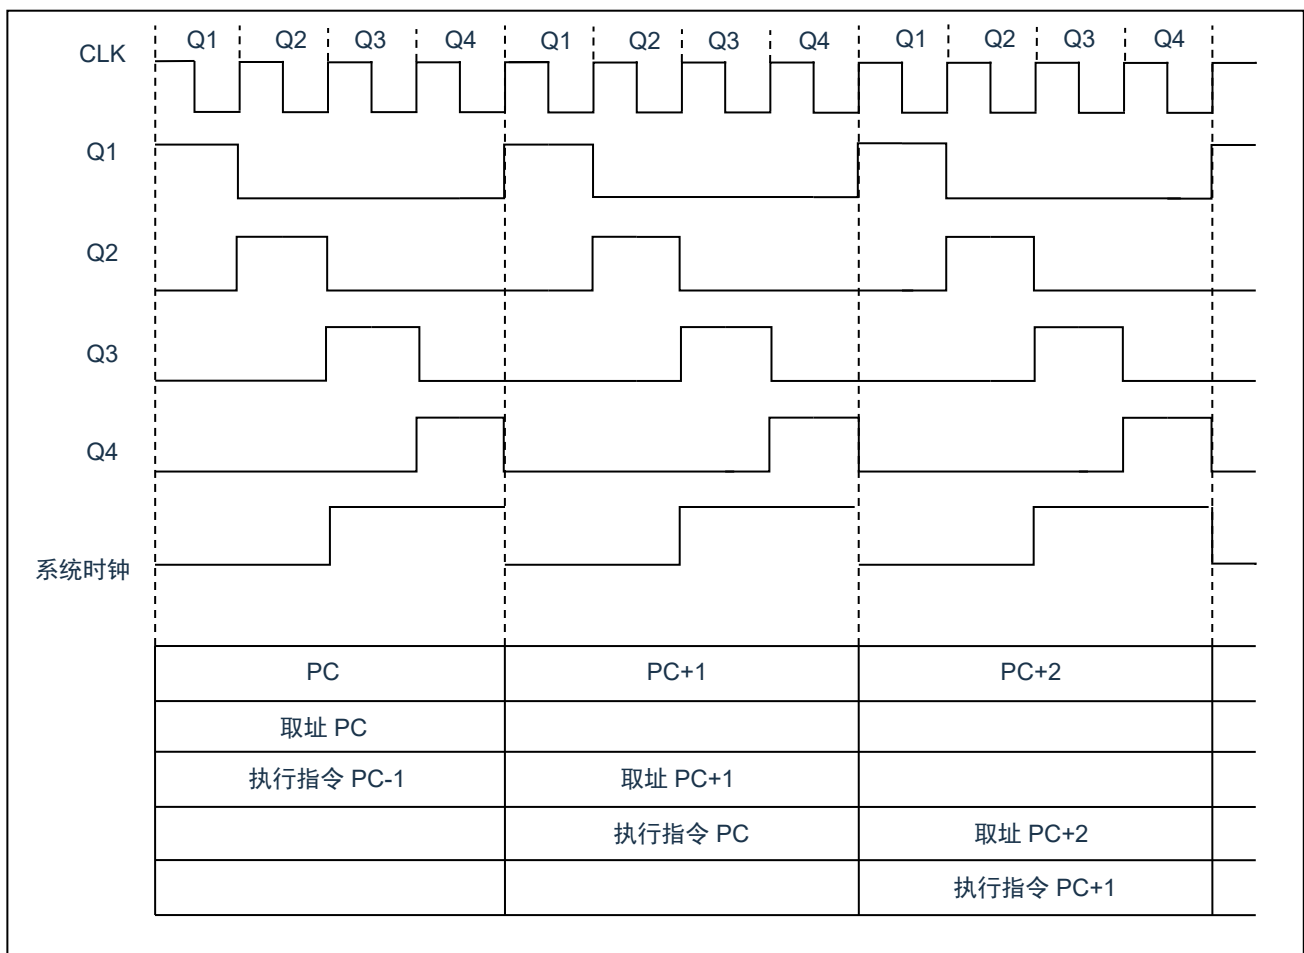 CLK Q1 Q2 Q3 Q4 Q1 Q2 Q3 Q4 Q1 Q2 Q3 Q4
Q1
Q2
Q3
Q4
系统时钟
PC PC+1 PC+2
取址 PC
执行指令 PC-1 取址 PC+1
执行指令 PC 取址 PC+2
执行指令 PC+1